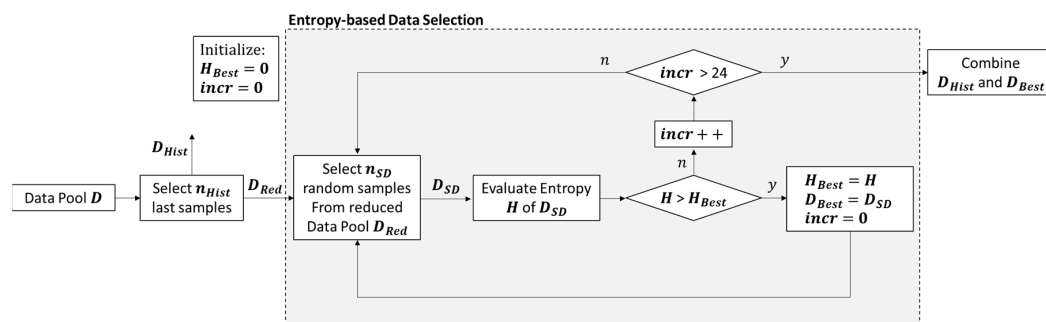 Entropy-based Data Selection
Initialize:
H_Best = 0
incr = 0
n
incr > 24
y
Combine
D_Hist and D_Best
incr + +
D_Hist
n
Data Pool D
Select n_Hist
last samples
D_Red
Select n_SD
random samples
From reduced
Data Pool D_Red
D_SD
Evaluate Entropy
H of D_SD
H > H_Best
y
H_Best = H
D_Best = D_SD
incr = 0